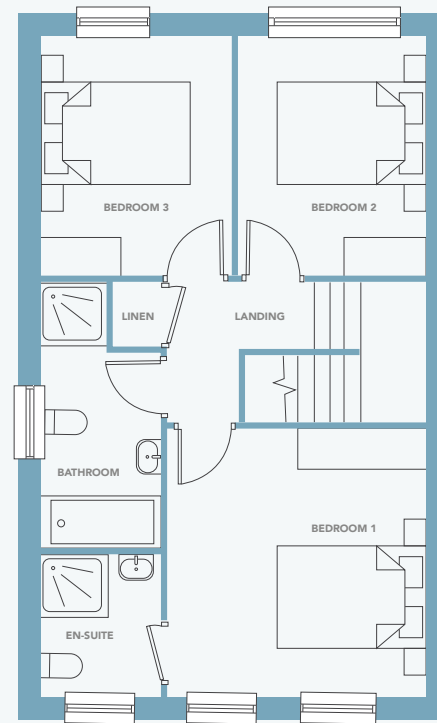 BEDROOM 3
BEDROOM 2
LINEN
LANDING
BATHROOM
BEDROOM 1
EN-SUITE